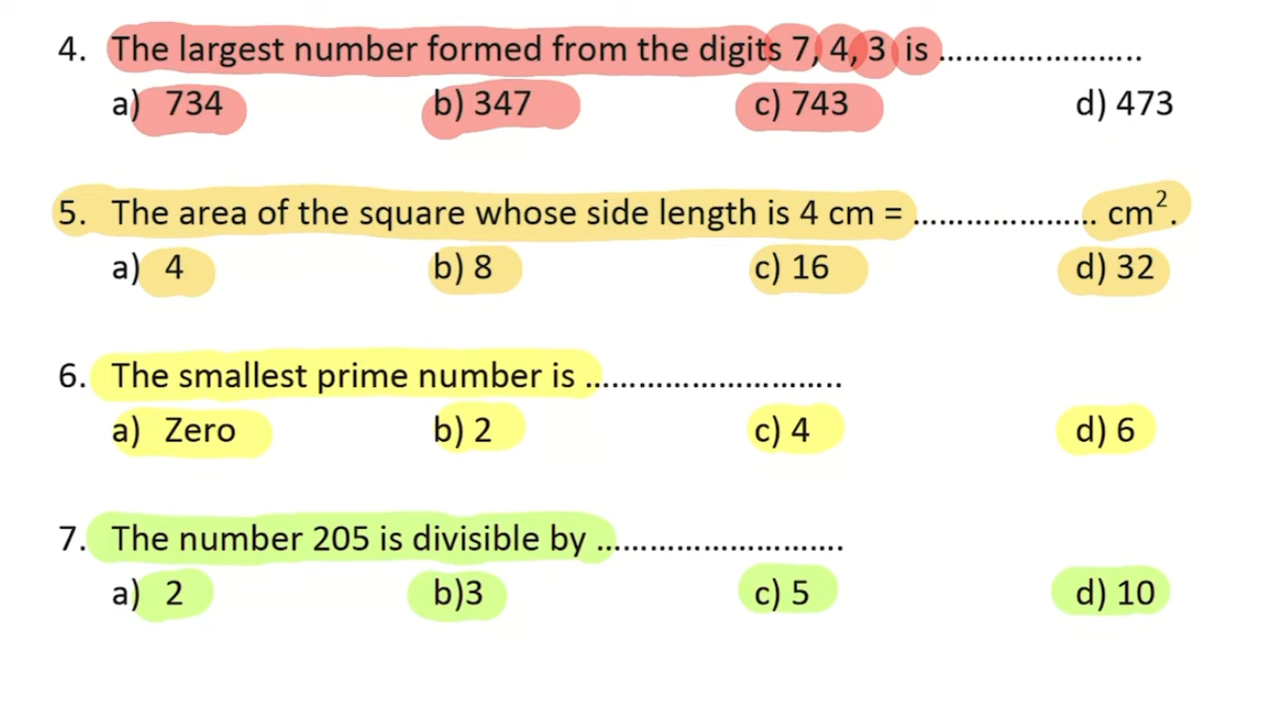 4. The largest number formed from the digits 7, 4, 3 is ........................
a) 734 b) 347 c) 743 d) 473
5. The area of the square whose side length is 4 cm = ..................... cm².
a) 4 b) 8 c) 16 d) 32
6. The smallest prime number is .............................
a) Zero b) 2 c) 4 d) 6
7. The number 205 is divisible by ............................
a) 2 b)3 c) 5 d) 10